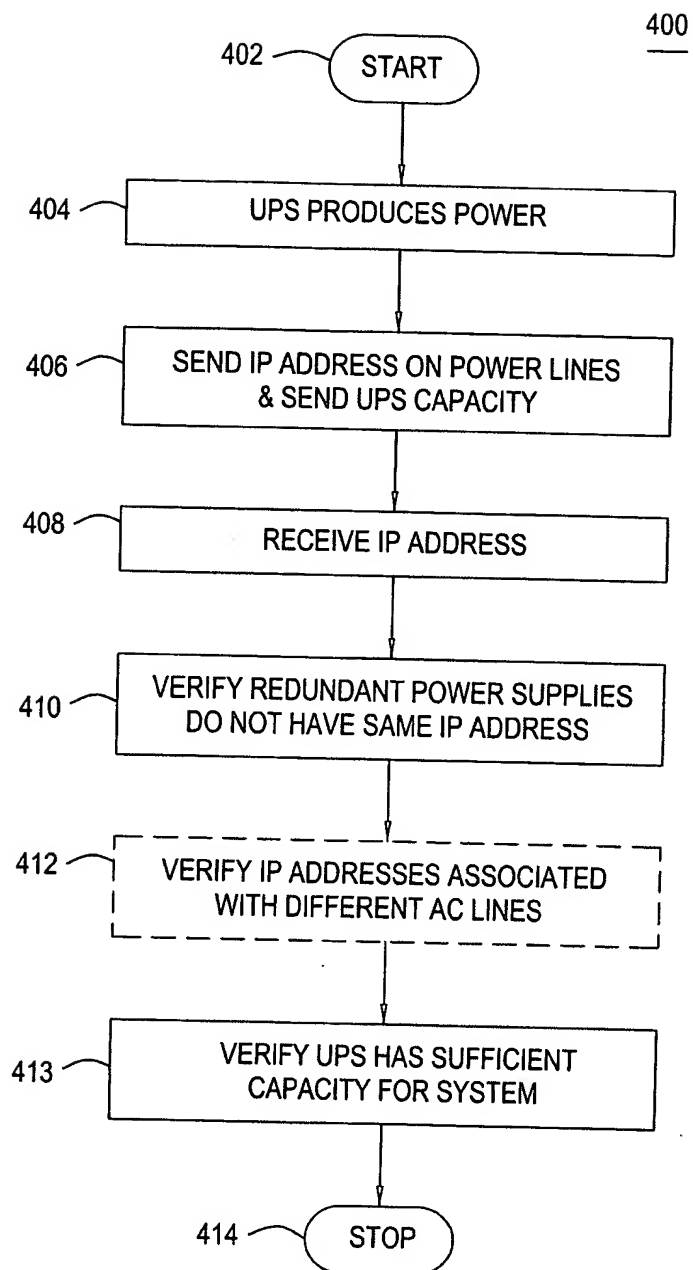 400
402
START
404
UPS PRODUCES POWER
406
SEND IP ADDRESS ON POWER LINES
& SEND UPS CAPACITY
408
RECEIVE IP ADDRESS
410
VERIFY REDUNDANT POWER SUPPLIES
DO NOT HAVE SAME IP ADDRESS
412
VERIFY IP ADDRESSES ASSOCIATED
WITH DIFFERENT AC LINES
413
VERIFY UPS HAS SUFFICIENT
CAPACITY FOR SYSTEM
414
STOP